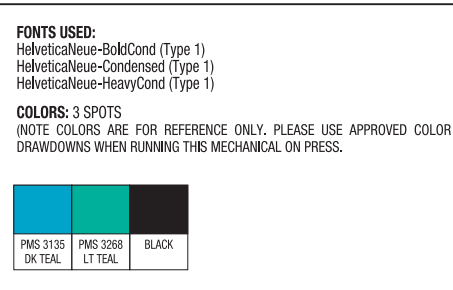 FONTS USED:
HelveticaNeue-BoldCond (Type 1)
HelveticaNeue-Condensed (Type 1)
HelveticaNeue-HeavyCond (Type 1)
COLORS: 3 SPOTS
(NOTE COLORS ARE FOR REFERENCE ONLY. PLEASE USE APPROVED COLOR
DRAWDOWNS WHEN RUNNING THIS MECHANICAL ON PRESS.
PMS 3135
DK TEAL
PMS 3268
LT TEAL
BLACK